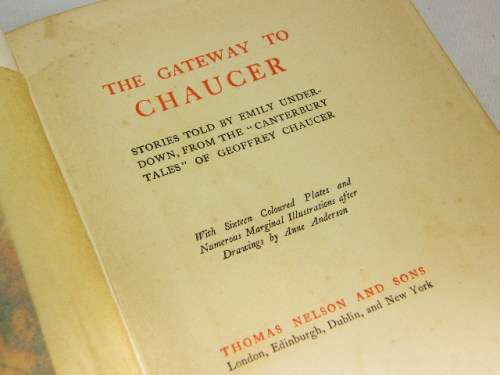 THE GATEWAY TO
CHAUCER
STORIES TOLD BY EMILY UNDER-
DOWN, FROM THE "CANTERBURY
TALES" OF GEOFFREY CHAUCER
With Sixteen Coloured Plates and
Numerous Marginal Illustrations after
Drawings by Anne Anderson
THOMAS NELSON AND SONS
London, Edinburgh, Dublin, and New York